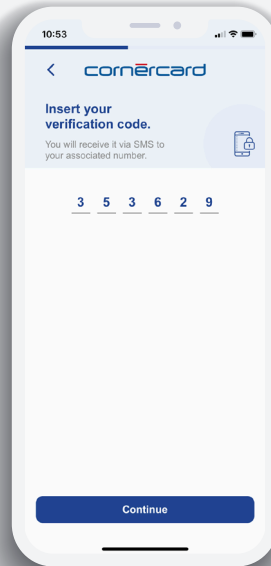 10:53
cornèrcard
Insert your
verification code.
You will receive it via SMS to
your associated number.
3 5 3 6 2 9
Continue